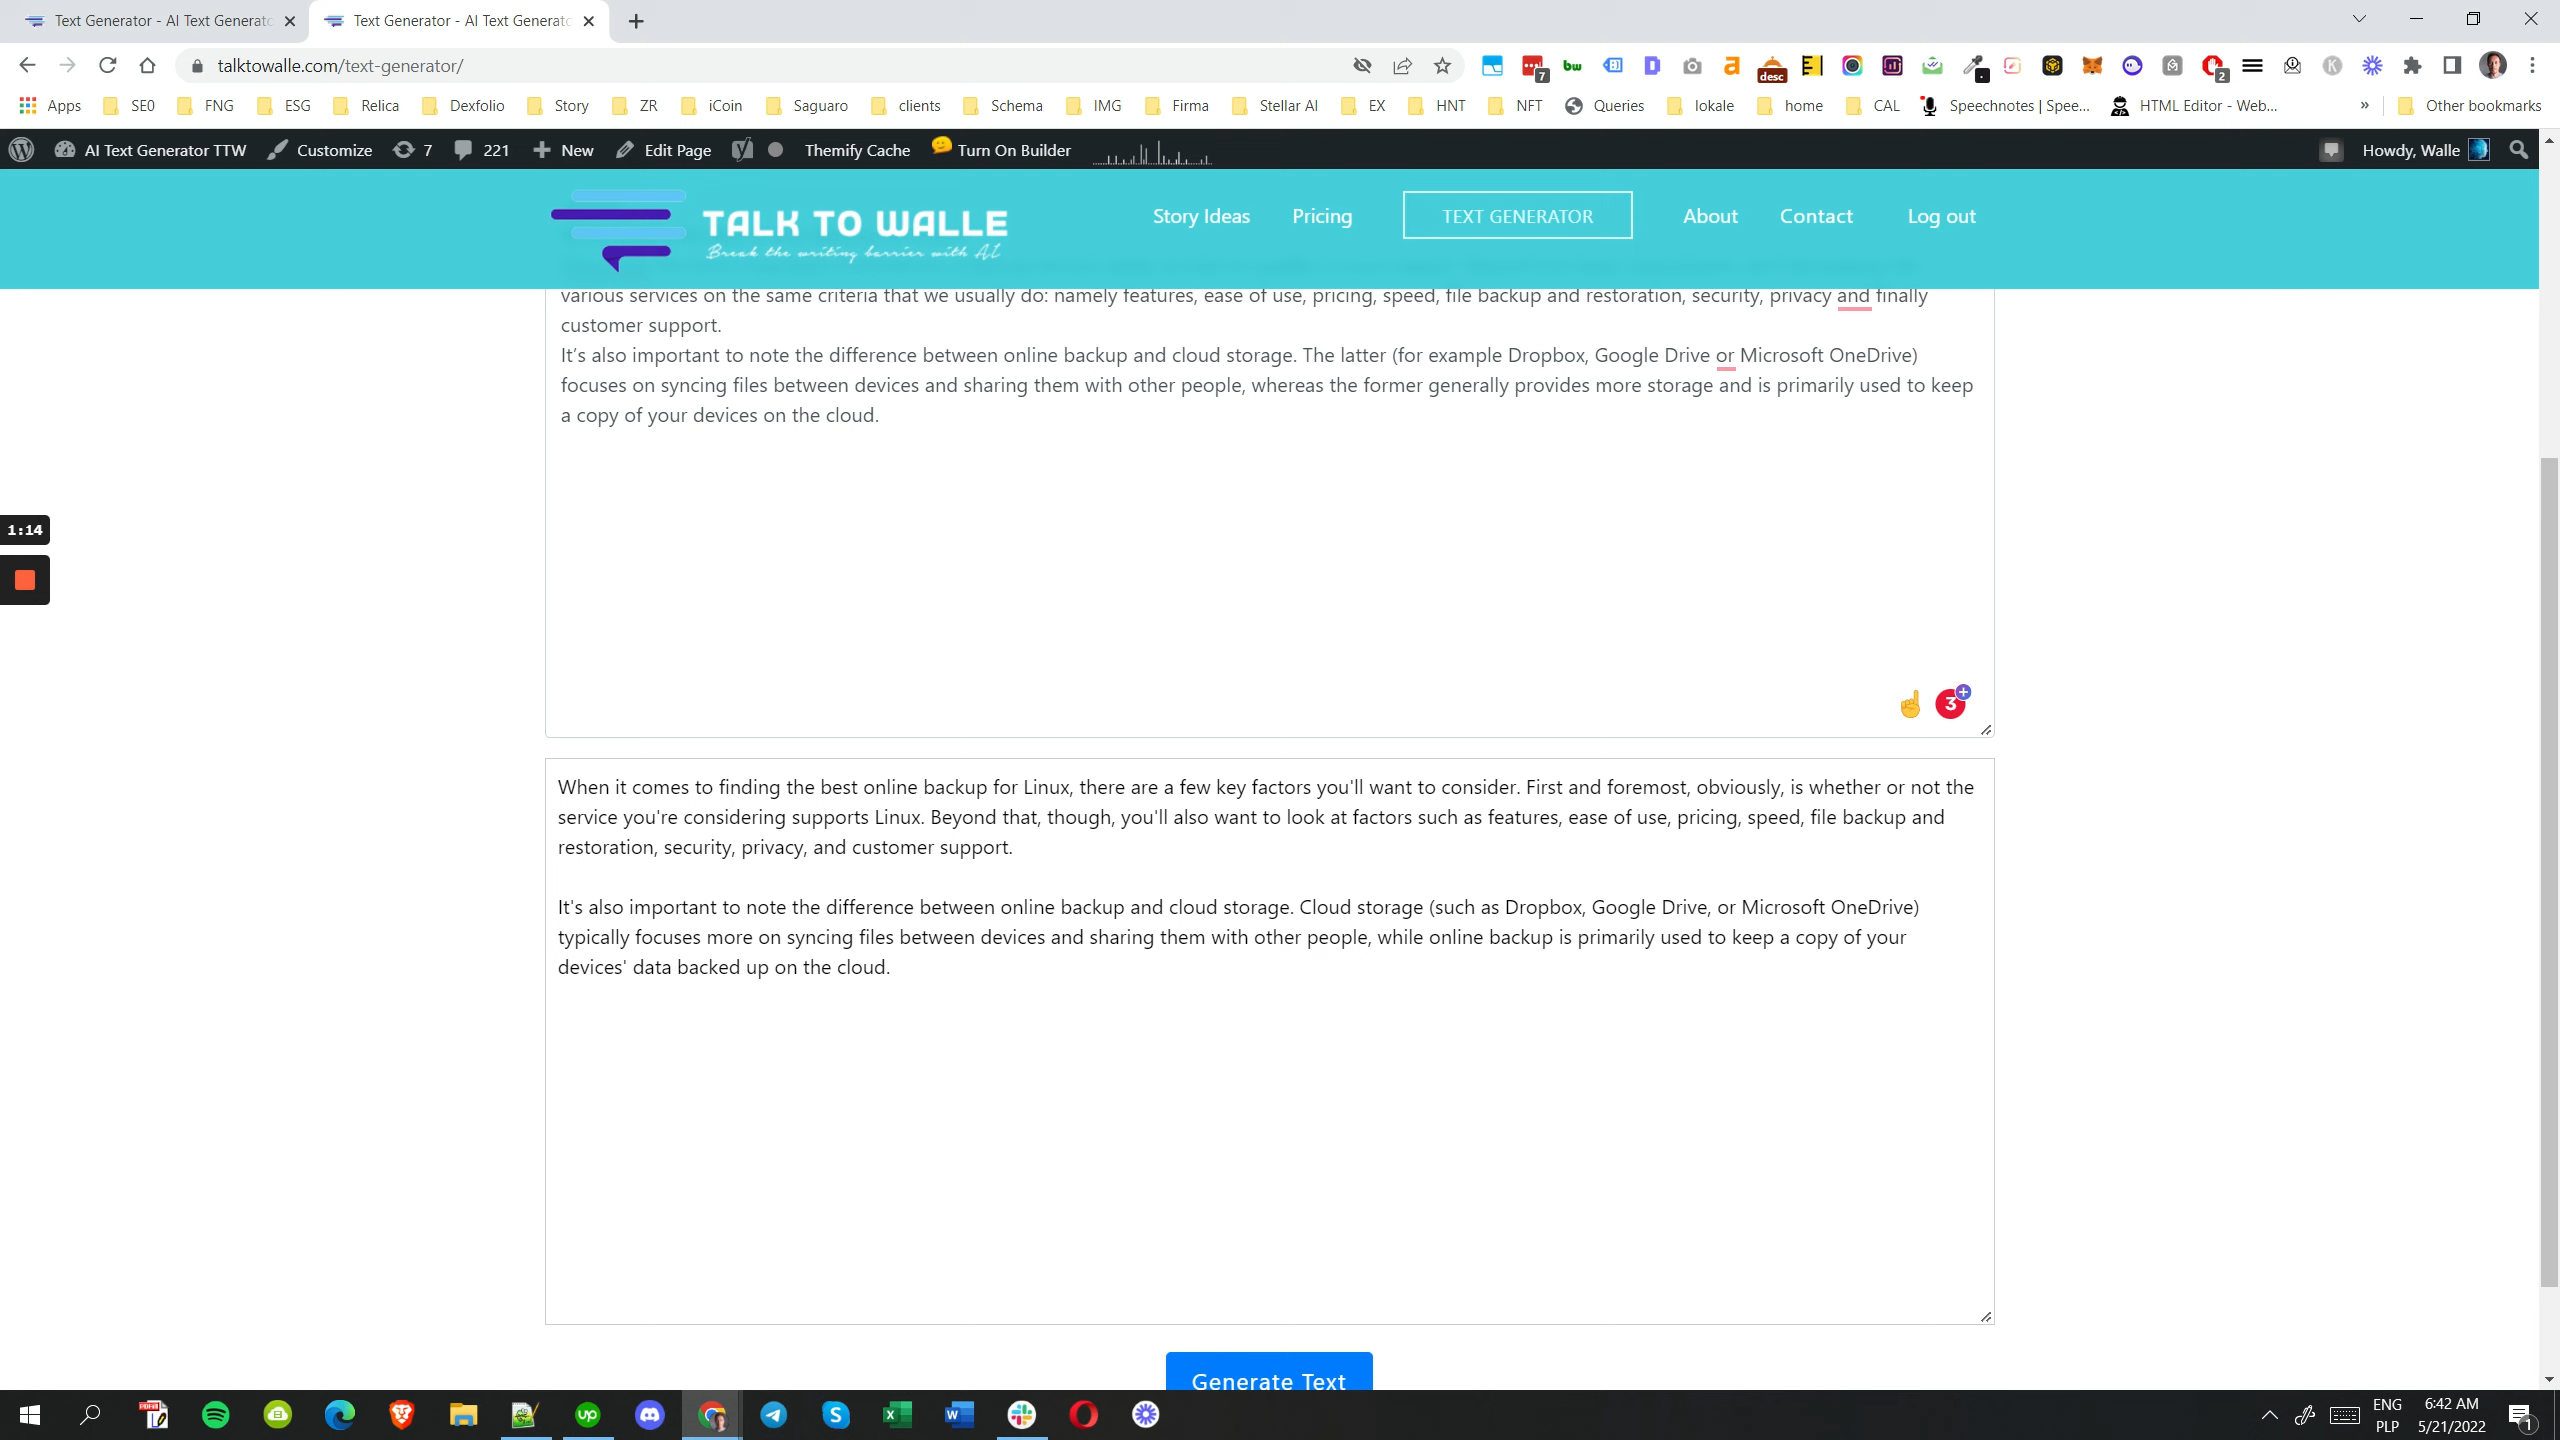 Text Generator - AI Text Generato
Text Generator - AI Text Generato
talktowalle.com/text-generator/
7
bw
desc
2
Apps SEO FNG ESG Relica Dexfolio Story ZR iCoin Saguaro clients Schema IMG Firma Stellar AI EX HNT NFT Queries lokale home CAL Speechnotes | Spee... HTML Editor - Web... » Other bookmarks
AI Text Generator TTW Customize 7 221 New Edit Page Themify Cache Turn On Builder Howdy, Walle
TALK TO WALLE
Break the writing barrier with AI
Story Ideas Pricing TEXT GENERATOR About Contact Log out
various services on the same criteria that we usually do: namely features, ease of use, pricing, speed, file backup and restoration, security, privacy and finally
customer support.
It's also important to note the difference between online backup and cloud storage. The latter (for example Dropbox, Google Drive or Microsoft OneDrive)
focuses on syncing files between devices and sharing them with other people, whereas the former generally provides more storage and is primarily used to keep
a copy of your devices on the cloud.
1:14
3
When it comes to finding the best online backup for Linux, there are a few key factors you'll want to consider. First and foremost, obviously, is whether or not the
service you're considering supports Linux. Beyond that, though, you'll also want to look at factors such as features, ease of use, pricing, speed, file backup and
restoration, security, privacy, and customer support.
It's also important to note the difference between online backup and cloud storage. Cloud storage (such as Dropbox, Google Drive, or Microsoft OneDrive)
typically focuses more on syncing files between devices and sharing them with other people, while online backup is primarily used to keep a copy of your
devices' data backed up on the cloud.
Generate Text
ENG 6:42 AM
PLP 5/21/2022
1